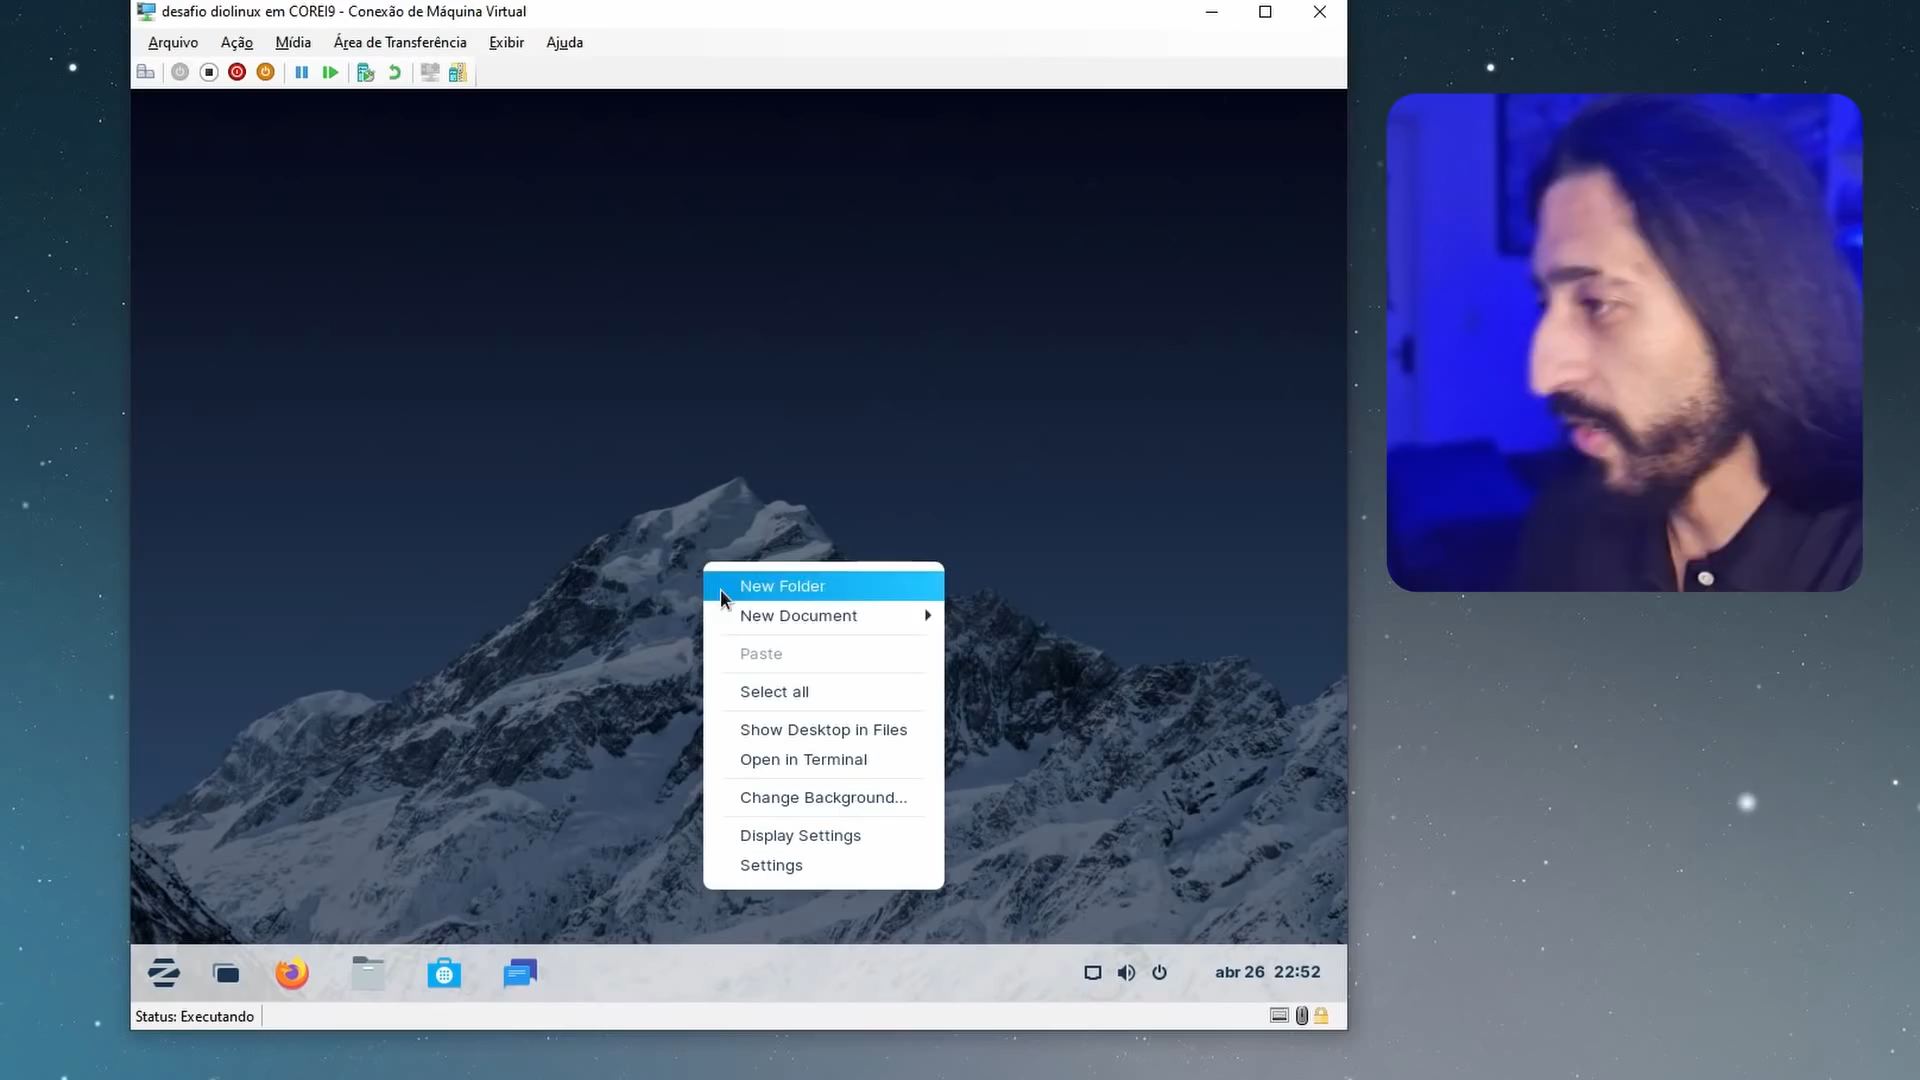 desafio diolinux em COREI9 - Conexão de Máquina Virtual
Arquivo Ação Mídia Área de Transferência Exibir Ajuda
New Folder
New Document
Paste
Select all
Show Desktop in Files
Open in Terminal
Change Background...
Display Settings
Settings
abr 26 22:52
Status: Executando